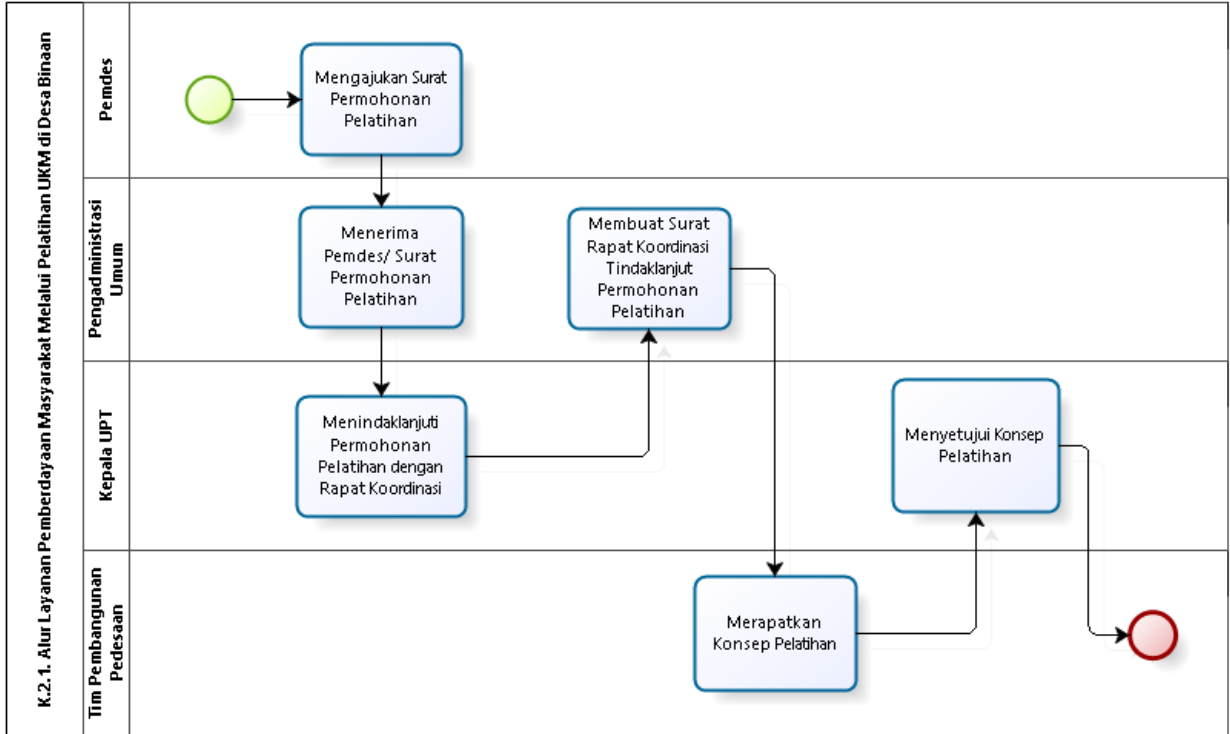 K.2.1. Alur Layanan Pemberdayaan Masyarakat Melalui Pelatihan UKM di Desa Binaan
Pemdes
Mengajukan Surat
Permohonan
Pelatihan
Pengadministrasi
Umum
Menerima
Pemdes/ Surat
Permohonan
Pelatihan
Membuat Surat
Rapat Koordinasi
Tindaklanjut
Permohonan
Pelatihan
Kepala UPT
Menindaklanjuti
Permohonan
Pelatihan dengan
Rapat Koordinasi
Menyetujui Konsep
Pelatihan
Tim Pembangunan
Pedesaan
Merapatkan
Konsep Pelatihan